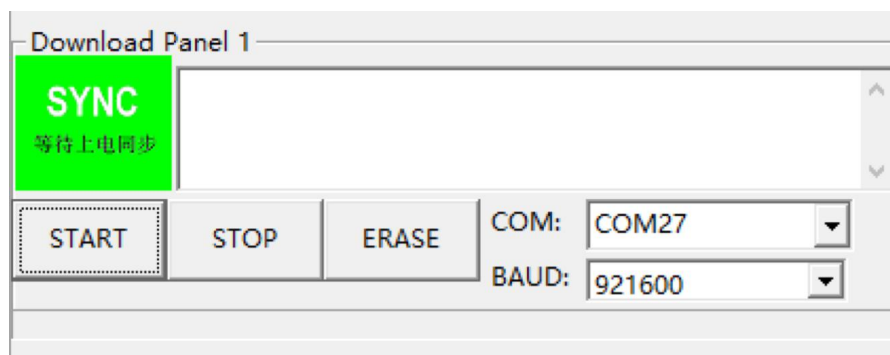 Download Panel 1
SYNC
等待上电同步
START
STOP
ERASE
COM:
COM27
BAUD:
921600